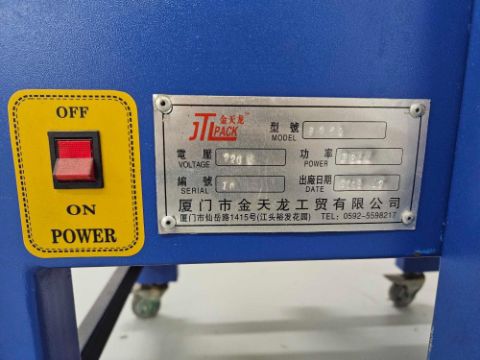 OFF
ON
POWER
JTL PACK 金天龙
型號 MODEL
電壓 VOLTAGE 220
功率 POWER
編號 SERIAL
出廠日期 DATE
厦门市金天龙工贸有限公司
厦门市仙岳路1415号(江头裕发花园) TEL: 0592-5598217